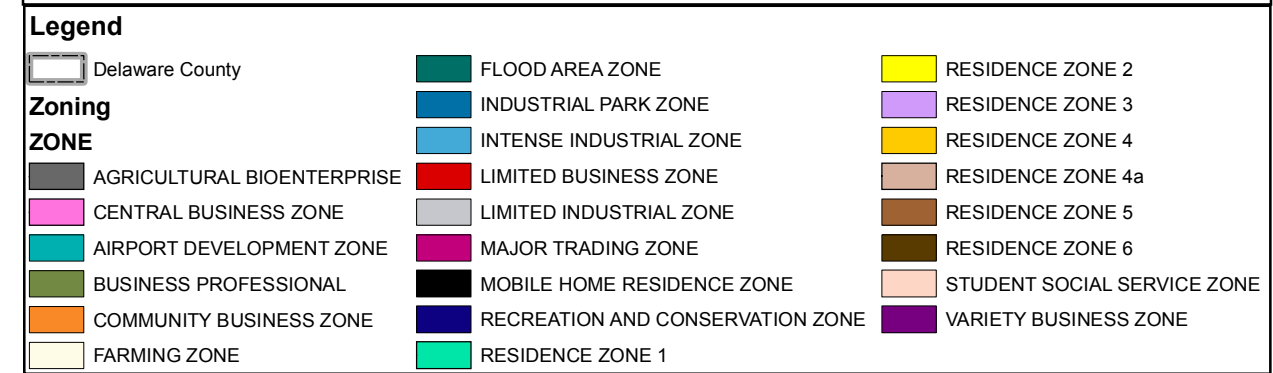 Legend
Delaware County
Zoning
ZONE
AGRICULTURAL BIOENTERPRISE
CENTRAL BUSINESS ZONE
AIRPORT DEVELOPMENT ZONE
BUSINESS PROFESSIONAL
COMMUNITY BUSINESS ZONE
FARMING ZONE
FLOOD AREA ZONE
INDUSTRIAL PARK ZONE
INTENSE INDUSTRIAL ZONE
LIMITED BUSINESS ZONE
LIMITED INDUSTRIAL ZONE
MAJOR TRADING ZONE
MOBILE HOME RESIDENCE ZONE
RECREATION AND CONSERVATION ZONE
RESIDENCE ZONE 1
RESIDENCE ZONE 2
RESIDENCE ZONE 3
RESIDENCE ZONE 4
RESIDENCE ZONE 4a
RESIDENCE ZONE 5
RESIDENCE ZONE 6
STUDENT SOCIAL SERVICE ZONE
VARIETY BUSINESS ZONE